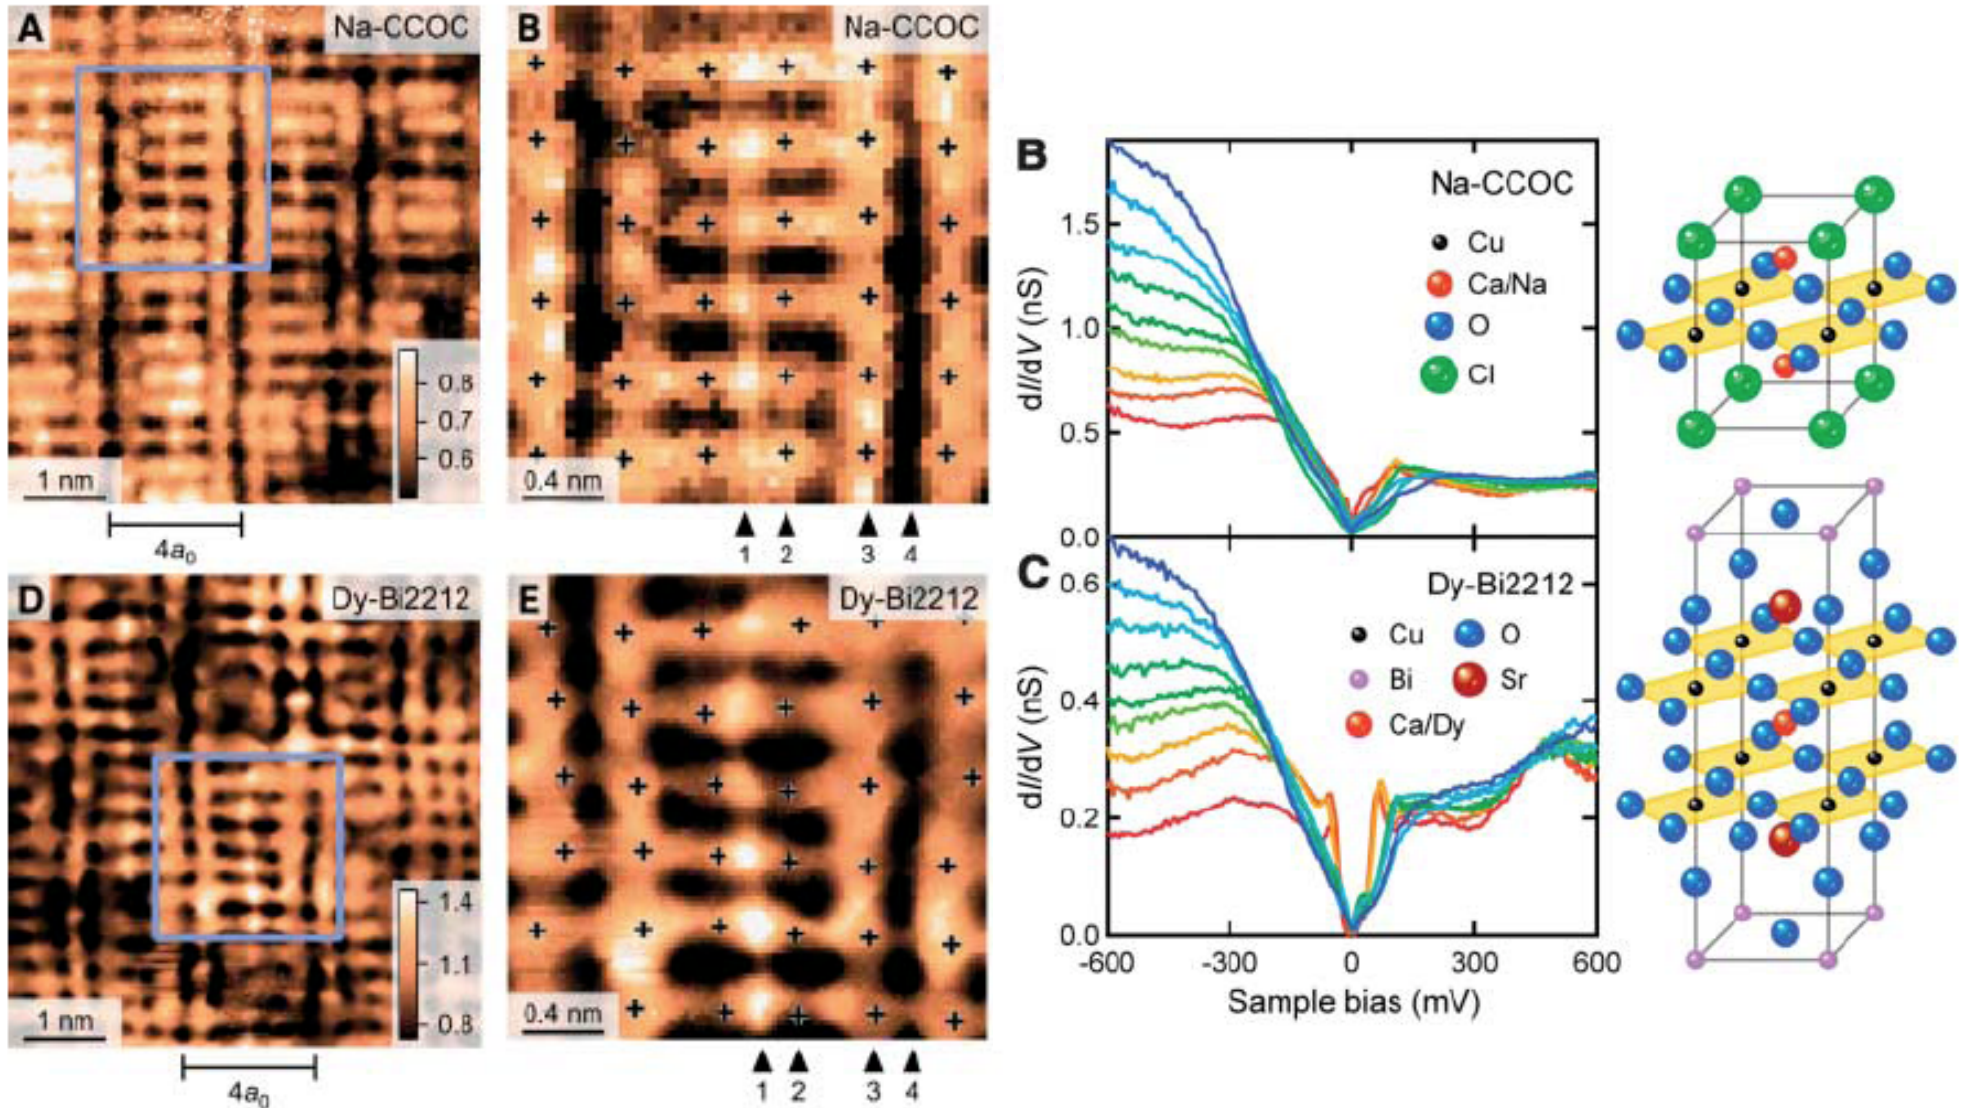 A
Na-CCOC
0.8
0.7
0.6
1 nm
4a₀
B
Na-CCOC
0.4 nm
1 2 3 4
D
Dy-Bi2212
1.4
1.1
0.8
1 nm
4a₀
E
Dy-Bi2212
0.4 nm
1 2 3 4
B
Na-CCOC
Cu
Ca/Na
O
Cl
dI/dV (nS)
1.5
1.0
0.5
0.0
C
Dy-Bi2212
Cu O
Bi Sr
Ca/Dy
dI/dV (nS)
0.6
0.4
0.2
0.0
-600 -300 0 300 600
Sample bias (mV)